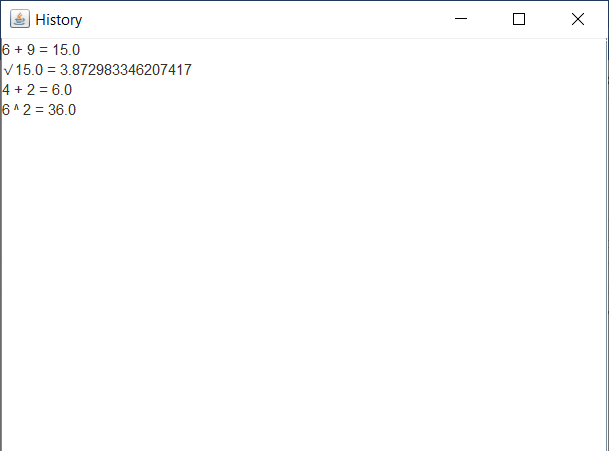 History
6 + 9 = 15.0
√15.0 = 3.872983346207417
4 + 2 = 6.0
6 ^ 2 = 36.0